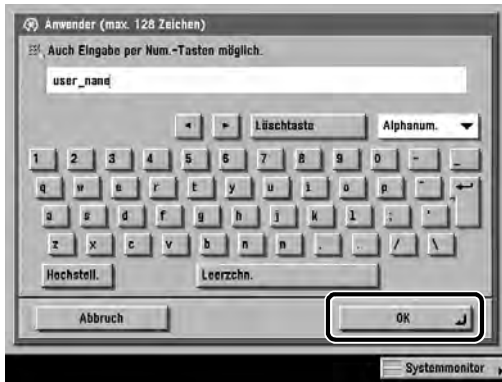 Anwender (max. 128 Zeichen)
Auch Eingabe per Num.-Tasten möglich.
user_name
◄ ► Löschtaste Alphanum. ▼
1 2 3 4 5 6 7 8 9 0 - _
q w e r t y u i o p ^
a s d f g h j k l ; '
z x c v b n m , . / \
Hochstell. Leerzchn.
Abbruch OK
Systemmonitor